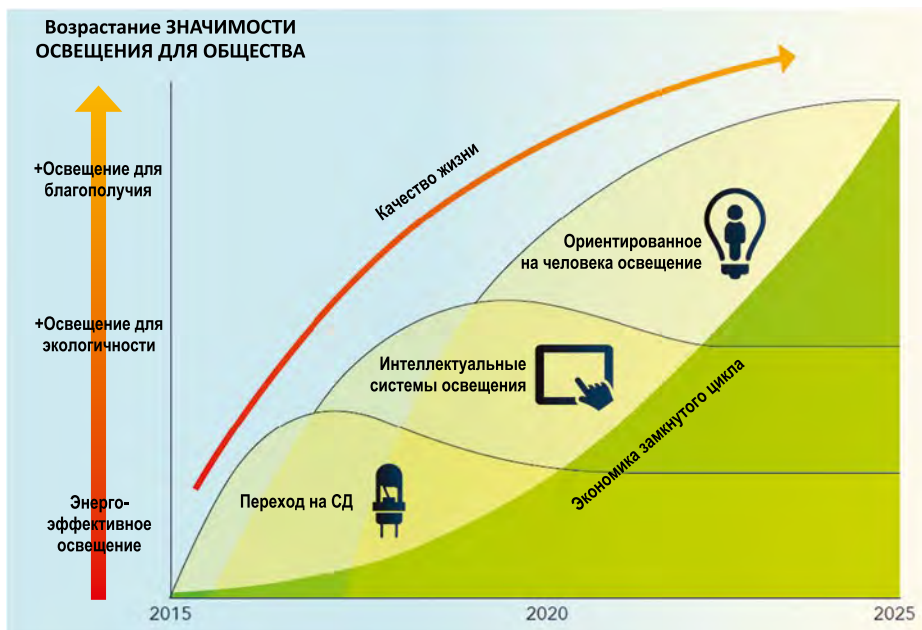 Возрастание ЗНАЧИМОСТИ
ОСВЕЩЕНИЯ ДЛЯ ОБЩЕСТВА
+Освещение для
благополучия
Качество жизни
Ориентированное
на человека освещение
+Освещение для
экологичности
Интеллектуальные
системы освещения
Экономика замкнутого цикла
Переход на СД
Энерго-
эффективное
освещение
2015
2020
2025